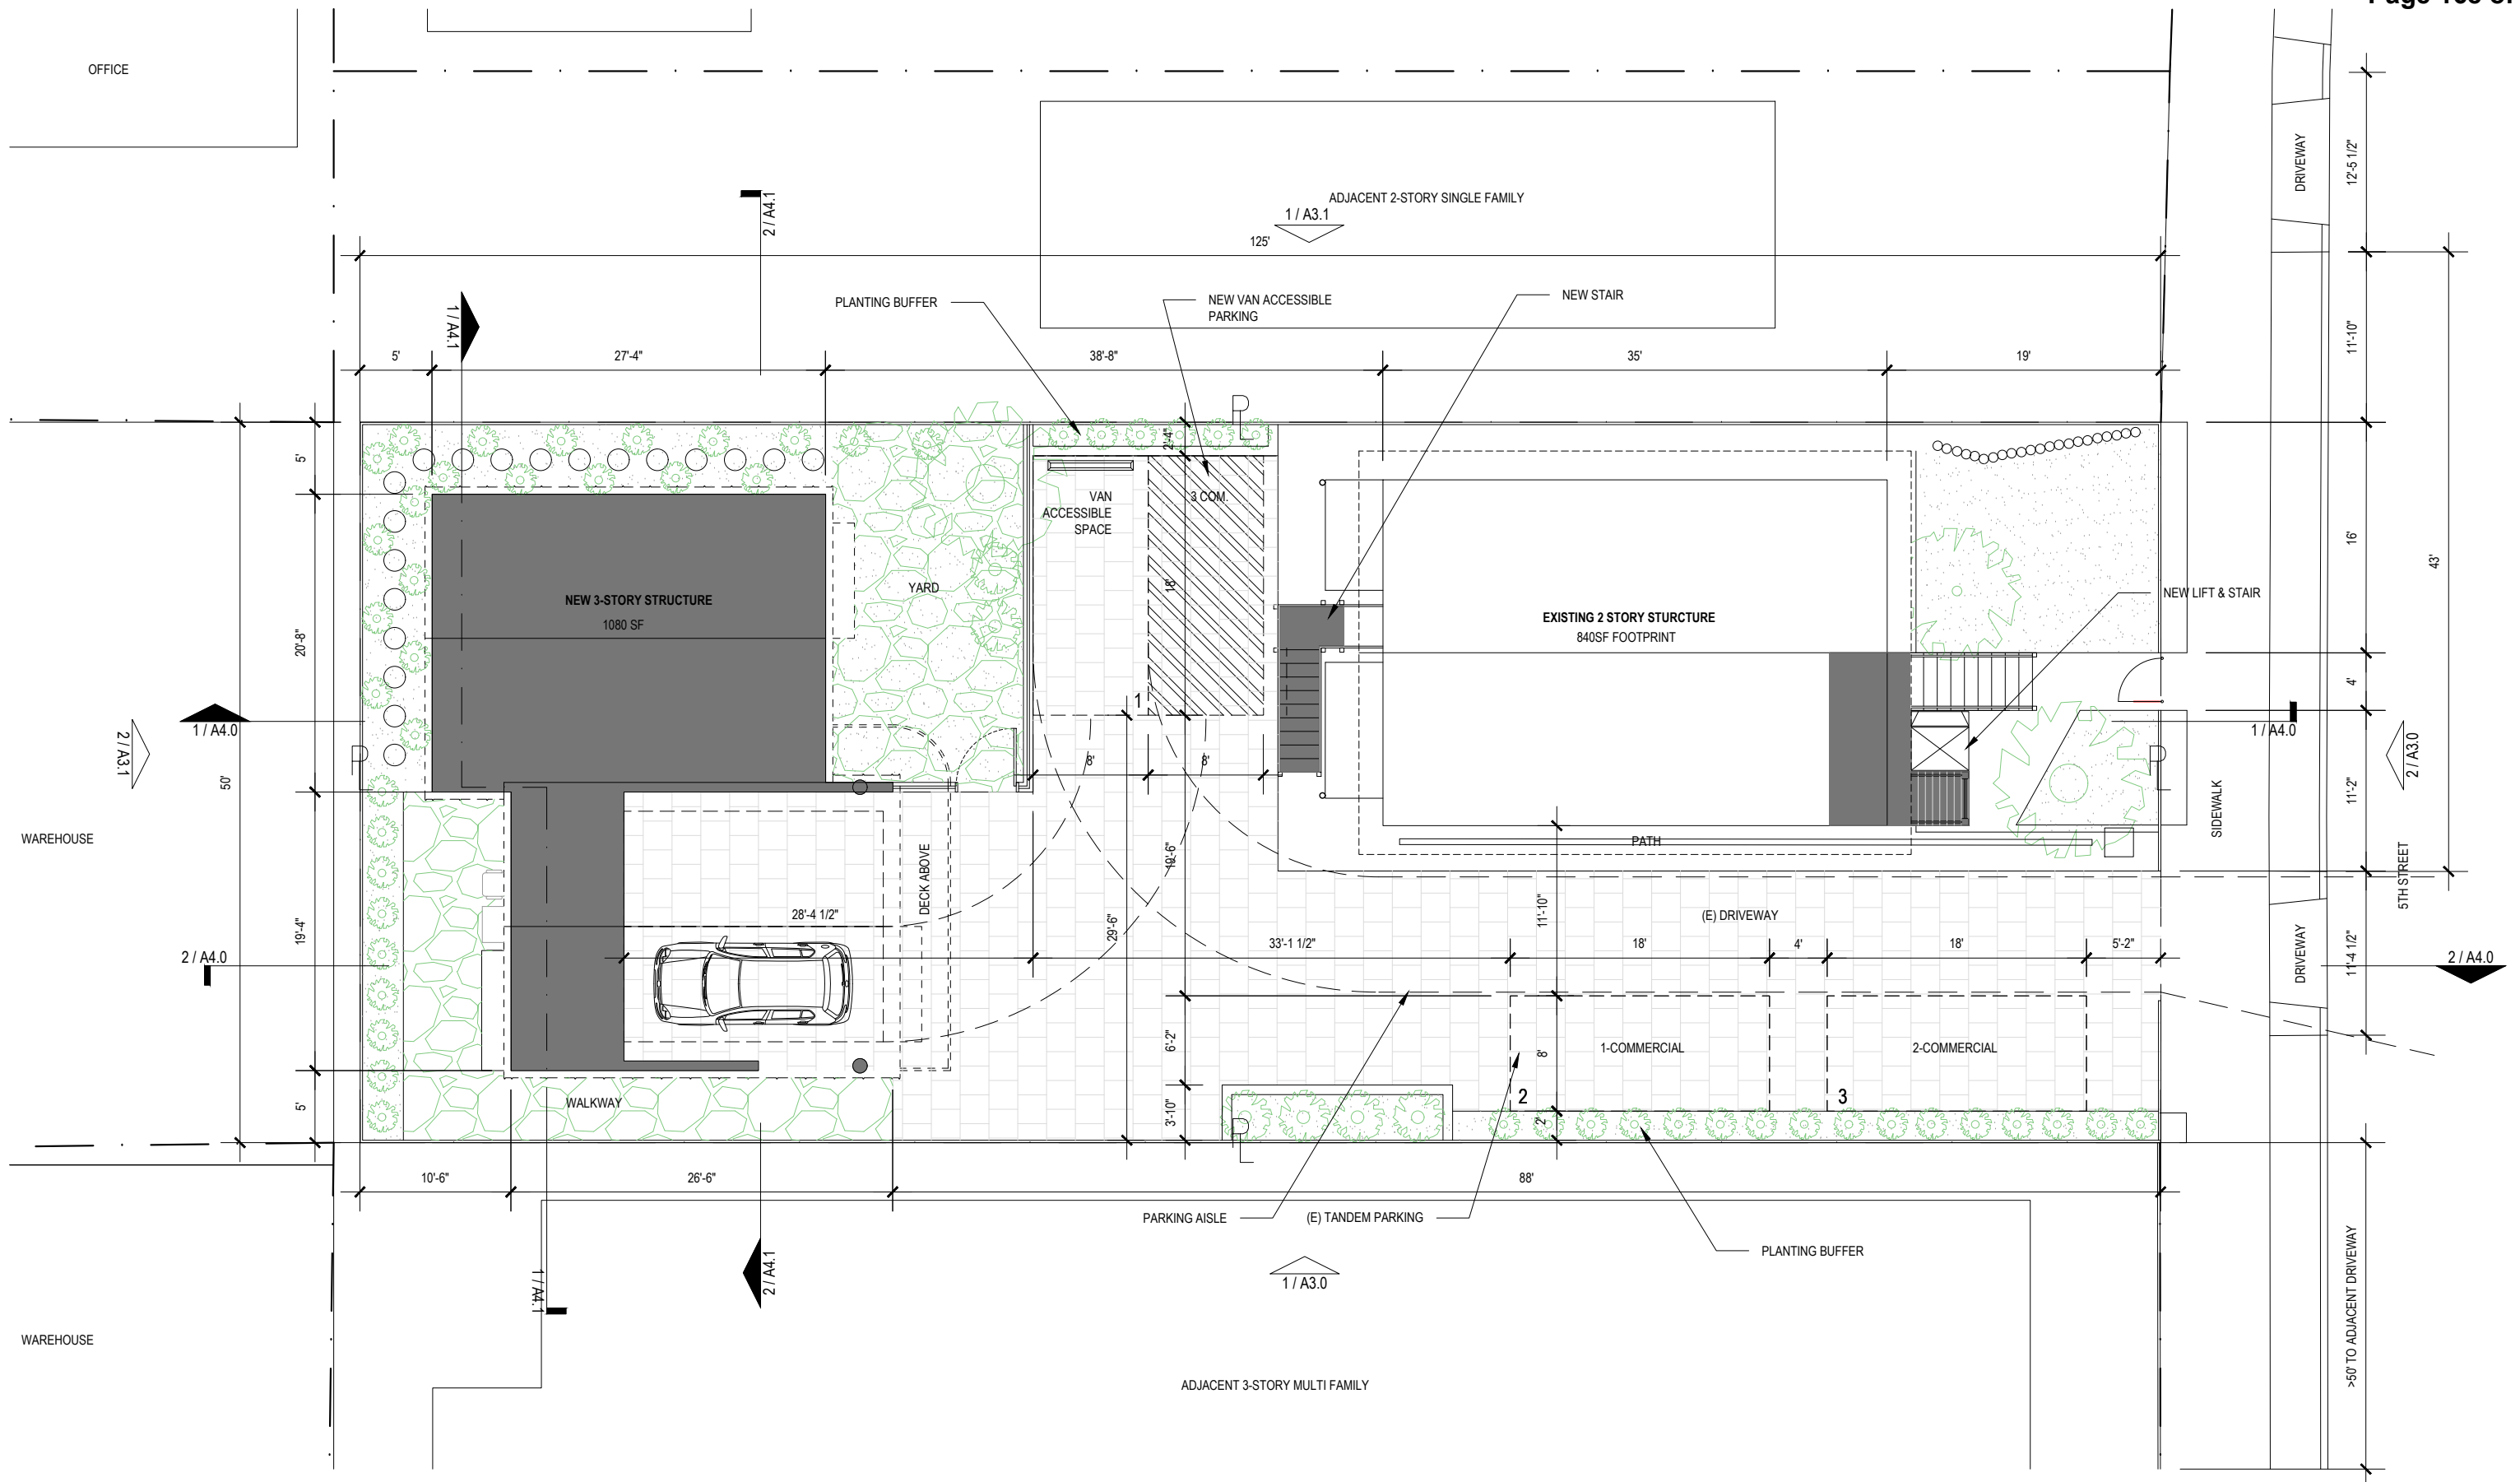 OFFICE
DRIVEWAY
12'-5 1/2"
2 / A4.1
ADJACENT 2-STORY SINGLE FAMILY
1 / A3.1
125'
PLANTING BUFFER
NEW VAN ACCESSIBLE
PARKING
NEW STAIR
1 / A4.1
11'-10"
5'
27'-4"
38'-8"
35'
19'
P
L
5'
2'-4"
VAN
ACCESSIBLE
SPACE
3 COM.
16'
43'
18'
YARD
NEW 3-STORY STRUCTURE
1080 SF
NEW LIFT & STAIR
EXISTING 2 STORY STURCTURE
840SF FOOTPRINT
20'-8"
4'
1
1 / A4.0
2 / A3.1
P
1 / A4.0
2 / A3.0
P
L
50'
8'
8'
11'-2"
SIDEWALK
WAREHOUSE
PATH
19'-6"
DECK ABOVE
5TH STREET
28'-4 1/2"
29'-6"
11'-10"
(E) DRIVEWAY
19'-4"
33'-1 1/2"
18'
4'
18'
5'-2"
DRIVEWAY
11'-4 1/2"
2 / A4.0
2 / A4.0
6'-2"
8'
1-COMMERCIAL
2-COMMERCIAL
2
3
5'
WALKWAY
3'-10"
P
L
2'
10'-6"
26'-6"
88'
PARKING AISLE
(E) TANDEM PARKING
PLANTING BUFFER
1 / A4.1
2 / A4.1
1 / A3.0
>50' TO ADJACENT DRIVEWAY
WAREHOUSE
ADJACENT 3-STORY MULTI FAMILY